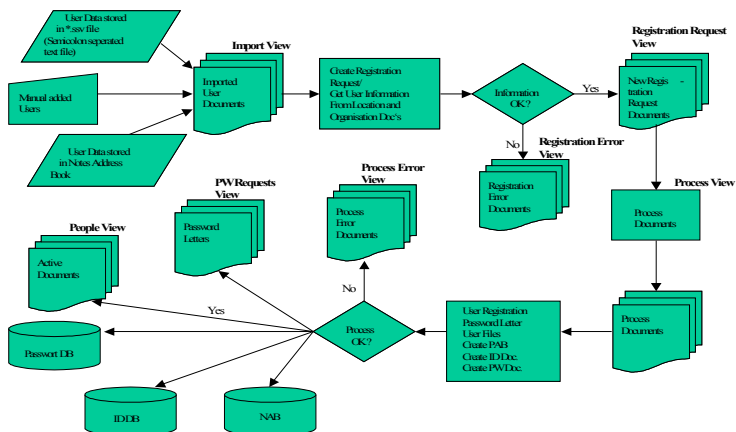 User Data stored
in *.ssv file
(Semicolon seperated
text file)
Import View
Registration Request
View
Imported
User
Documents
Create Registration
Request/
Get User Information
From Location and
Organisation Doc's
Information
OK?
Yes
New Regis -
tration
Request
Documents
Manual added
Users
No
Registration Error
View
User Data stored
in Notes Address
Book
Process Error
View
Registration
Error
Documents
Process View
PW Requests
View
People View
Password
Letters
Process
Error
Documents
Process
Documents
Active
Documents
No
Yes
Process
OK?
User Registration
Password Letter
User Files
Create PAB
Create ID Doc.
Create PW Doc.
Process
Documents
Passwort DB
ID DB
NAB